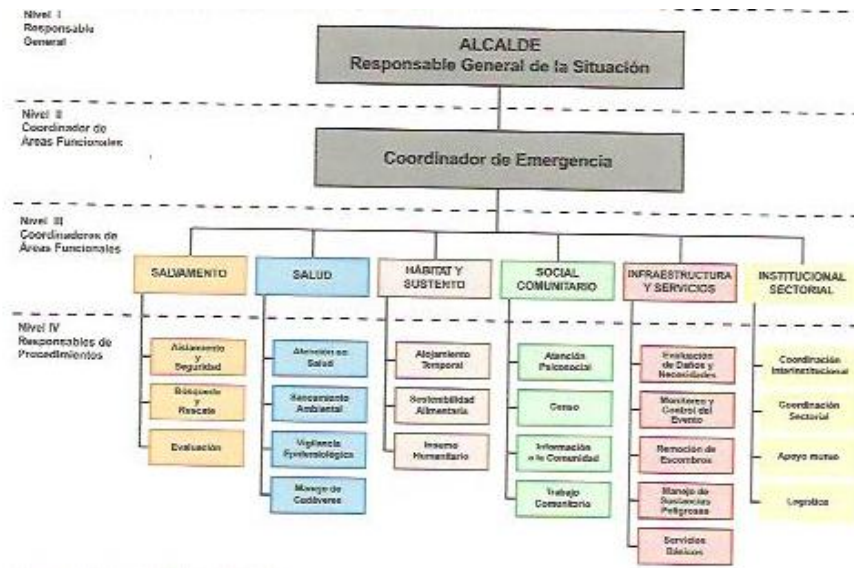 Nivel I
Responsable
General
ALCALDE
Responsable General de la Situación
Nivel II
Coordinador de
Áreas Funcionales
Coordinador de Emergencia
Nivel III
Coordinadores de
Áreas Funcionales
SALVAMENTO
SALUD
HÁBITAT Y
SUSTENTO
SOCIAL
COMUNITARIO
INFRAESTRUCTURA
Y SERVICIOS
INSTITUCIONAL
SECTORIAL
Nivel IV
Responsables de
Procedimientos
Aislamiento
y
Seguridad
Búsqueda
y
Rescate
Evaluación
Atención en
Salud
Saneamiento
Ambiental
Vigilancia
Epidemiológica
Manejo de
Cadáveres
Alojamiento
Temporal
Sostenibilidad
Alimentaria
Insumo
Humanitario
Atención
Psicosocial
Censo
Información
a la Comunidad
Trabajo
Comunitario
Evaluación
de Daños y
Necesidades
Monitoreo y
Control del
Evento
Remoción de
Escombros
Manejo de
Sustancias
Peligrosas
Servicios
Básicos
Coordinación
Interinstitucional
Coordinación
Sectorial
Apoyo mutuo
Logística